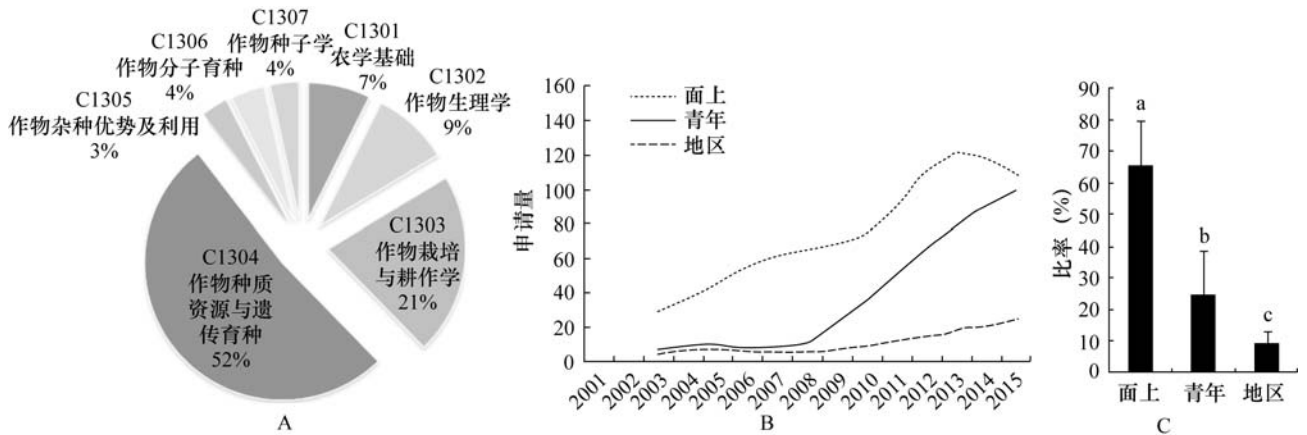 C1307
作物种子学
4%
C1301
农学基础
7%
C1306
作物分子育种
4%
C1302
作物生理学
9%
C1305
作物杂种优势及利用
3%
C1303
作物栽培
与耕作学
21%
C1304
作物种质
资源与遗
传育种
52%
A
面上
青年
地区
申请量
160
140
120
100
80
60
40
20
0
2001
2002
2003
2004
2005
2006
2007
2008
2009
2010
2011
2012
2013
2014
2015
B
比率（%）
90
80
70
60
50
40
30
20
10
0
a
b
c
面上
青年
地区
C